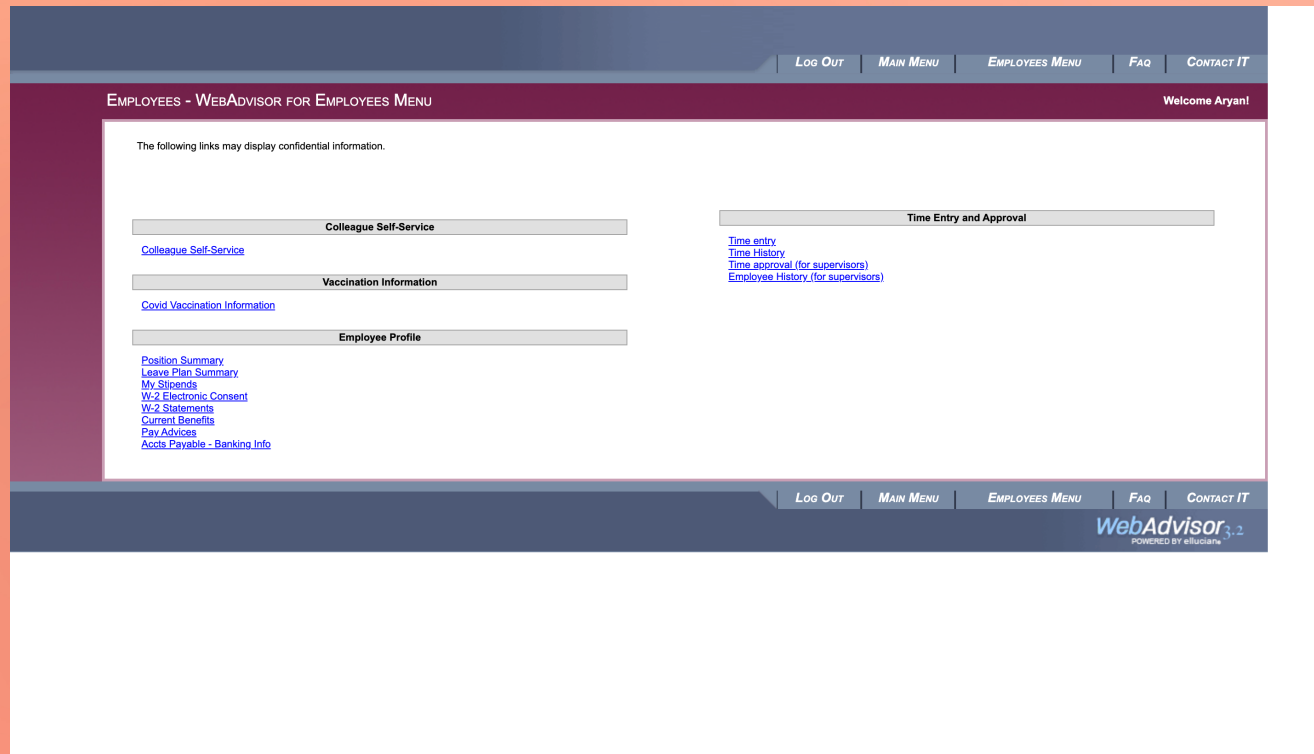 Log Out Main Menu Employees Menu Faq Contact IT
Employees - WebAdvisor for Employees Menu
Welcome Aryan!
The following links may display confidential information.
Colleague Self-Service
Colleague Self-Service
Vaccination Information
Covid Vaccination Information
Employee Profile
Position Summary
Leave Plan Summary
My Stipends
W-2 Electronic Consent
W-2 Statements
Current Benefits
Pay Advices
Accts Payable - Banking Info
Time Entry and Approval
Time entry
Time History
Time approval (for supervisors)
Employee History (for supervisors)
Log Out Main Menu Employees Menu Faq Contact IT
WebAdvisor 3.2
POWERED BY ellucian